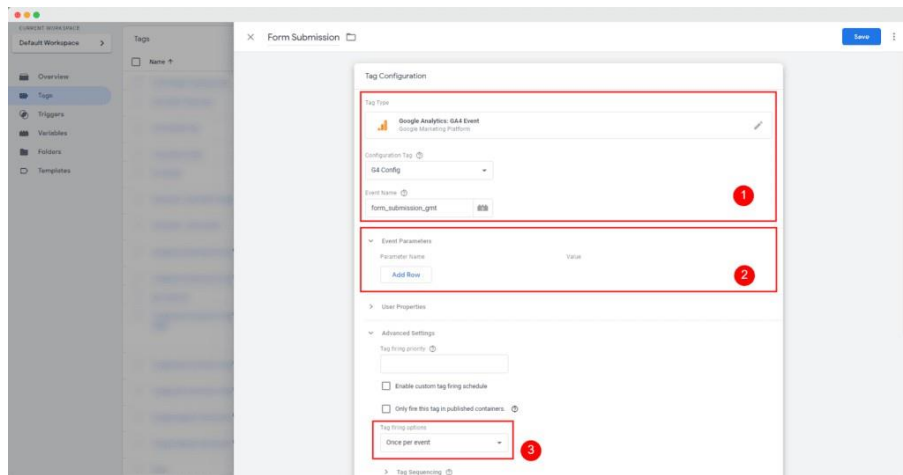 CURRENT WORKSPACE
Default Workspace
Overview
Tags
Triggers
Variables
Folders
Templates
Tags
Name
Form Submission
Save
Tag Configuration
Tag Type
Google Analytics: GA4 Event
Google Marketing Platform
Configuration Tag
G4 Config
Event Name
form_submission_gmt
1
Event Parameters
Parameter Name Value
Add Row
2
User Properties
Advanced Settings
Tag firing priority
Enable custom tag firing schedule
Only fire this tag in published containers.
Tag firing options
Once per event
3
Tag Sequencing